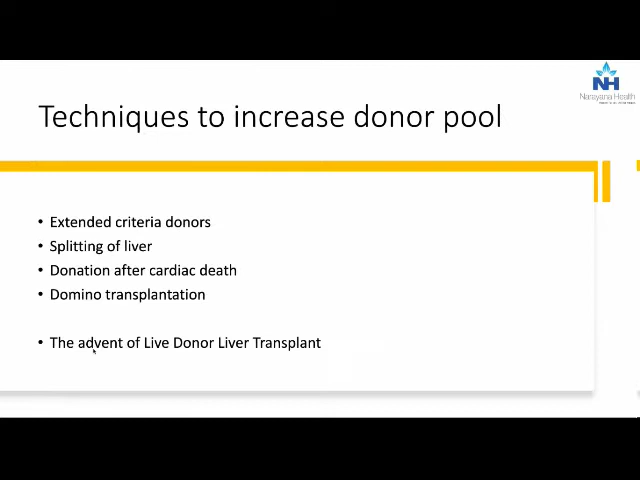 NH
Narayana Health
Techniques to increase donor pool
• Extended criteria donors
• Splitting of liver
• Donation after cardiac death
• Domino transplantation
• The advent of Live Donor Liver Transplant